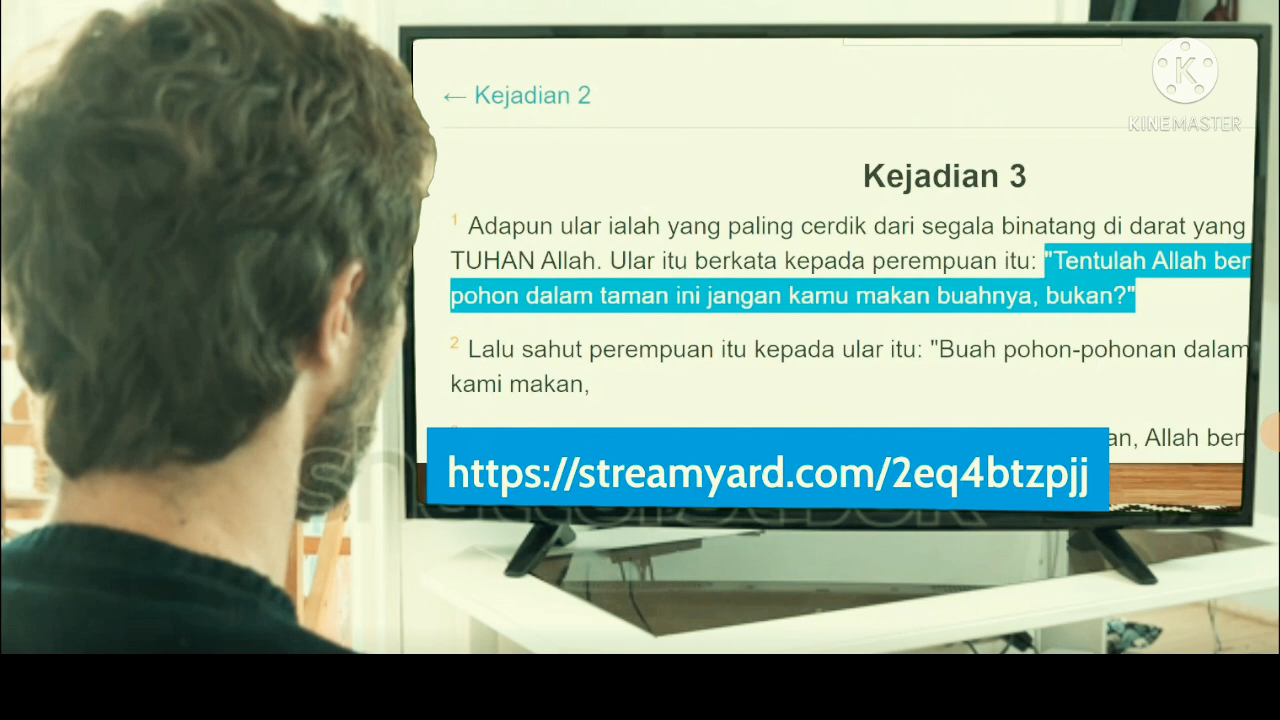 ← Kejadian 2
KINEMASTER
Kejadian 3
1 Adapun ular ialah yang paling cerdik dari segala binatang di darat yang
TUHAN Allah. Ular itu berkata kepada perempuan itu: "Tentulah Allah ber
pohon dalam taman ini jangan kamu makan buahnya, bukan?"
2 Lalu sahut perempuan itu kepada ular itu: "Buah pohon-pohonan dalam
kami makan,
an, Allah ber
https://streamyard.com/2eq4btzpjj